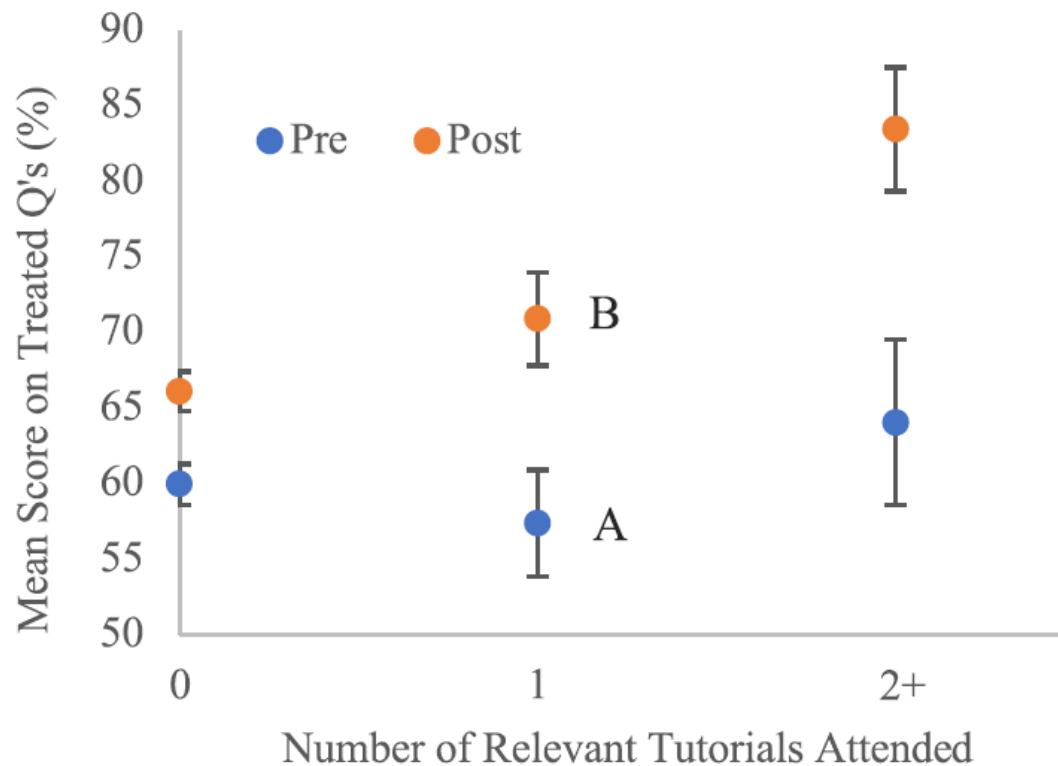 Mean Score on Treated Q's (%)
90
85
80
75
70
65
60
55
50
Pre
Post
B
A
0
1
2+
Number of Relevant Tutorials Attended